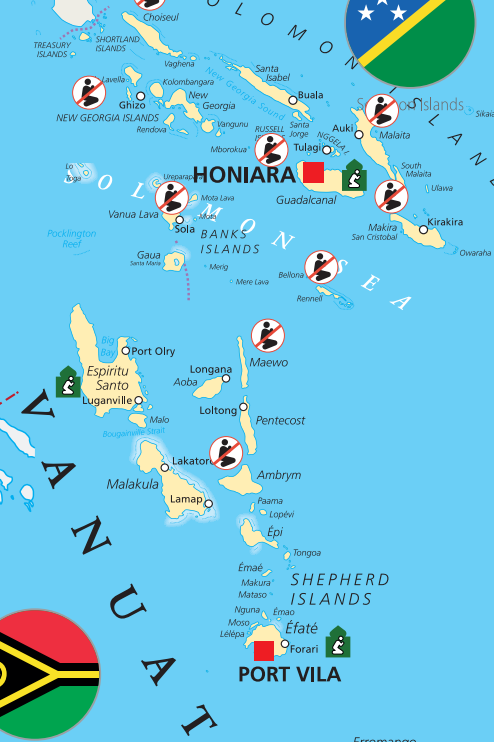 SOLOMON ISLANDS
Choiseul
TREASURY
ISLANDS
SHORTLAND
ISLANDS
Vaghena
Lavella
Kolombangara
Santa
Isabel
New Georgia Sound
Ghizo
New
Georgia
Buala
NEW GEORGIA ISLANDS
Rendova
Vangunu
RUSSELL
Santa
Jorge
NGGELA I
Auki
Malaita
Mborokua
Tulagi
HONIARA
Guadalcanal
South
Malaita
Ulawa
Lo
Toga
Ureparapara
Mota Lava
Vanua Lava
Mota
Sola
Makira
San Cristobal
Kirakira
Owaraha
SOLOMON SEA
Pocklington
Reef
BANKS
ISLANDS
Gaua
Santa Maria
Merig
Mere Lava
Bellona
Rennell
Big
Bay
Port Olry
Espiritu
Santo
Luganville
Longana
Aoba
Maewo
Loltong
Pentecost
Malo
Bougainville Strait
Lakatoro
Malakula
Lamap
Ambrym
Paama
Lopévi
Épi
Tongoa
Émaé
Makura
Mataso
SHEPHERD
ISLANDS
Nguna
Émao
Moso
Lélépa
Éfaté
Forari
PORT VILA
VANUAT